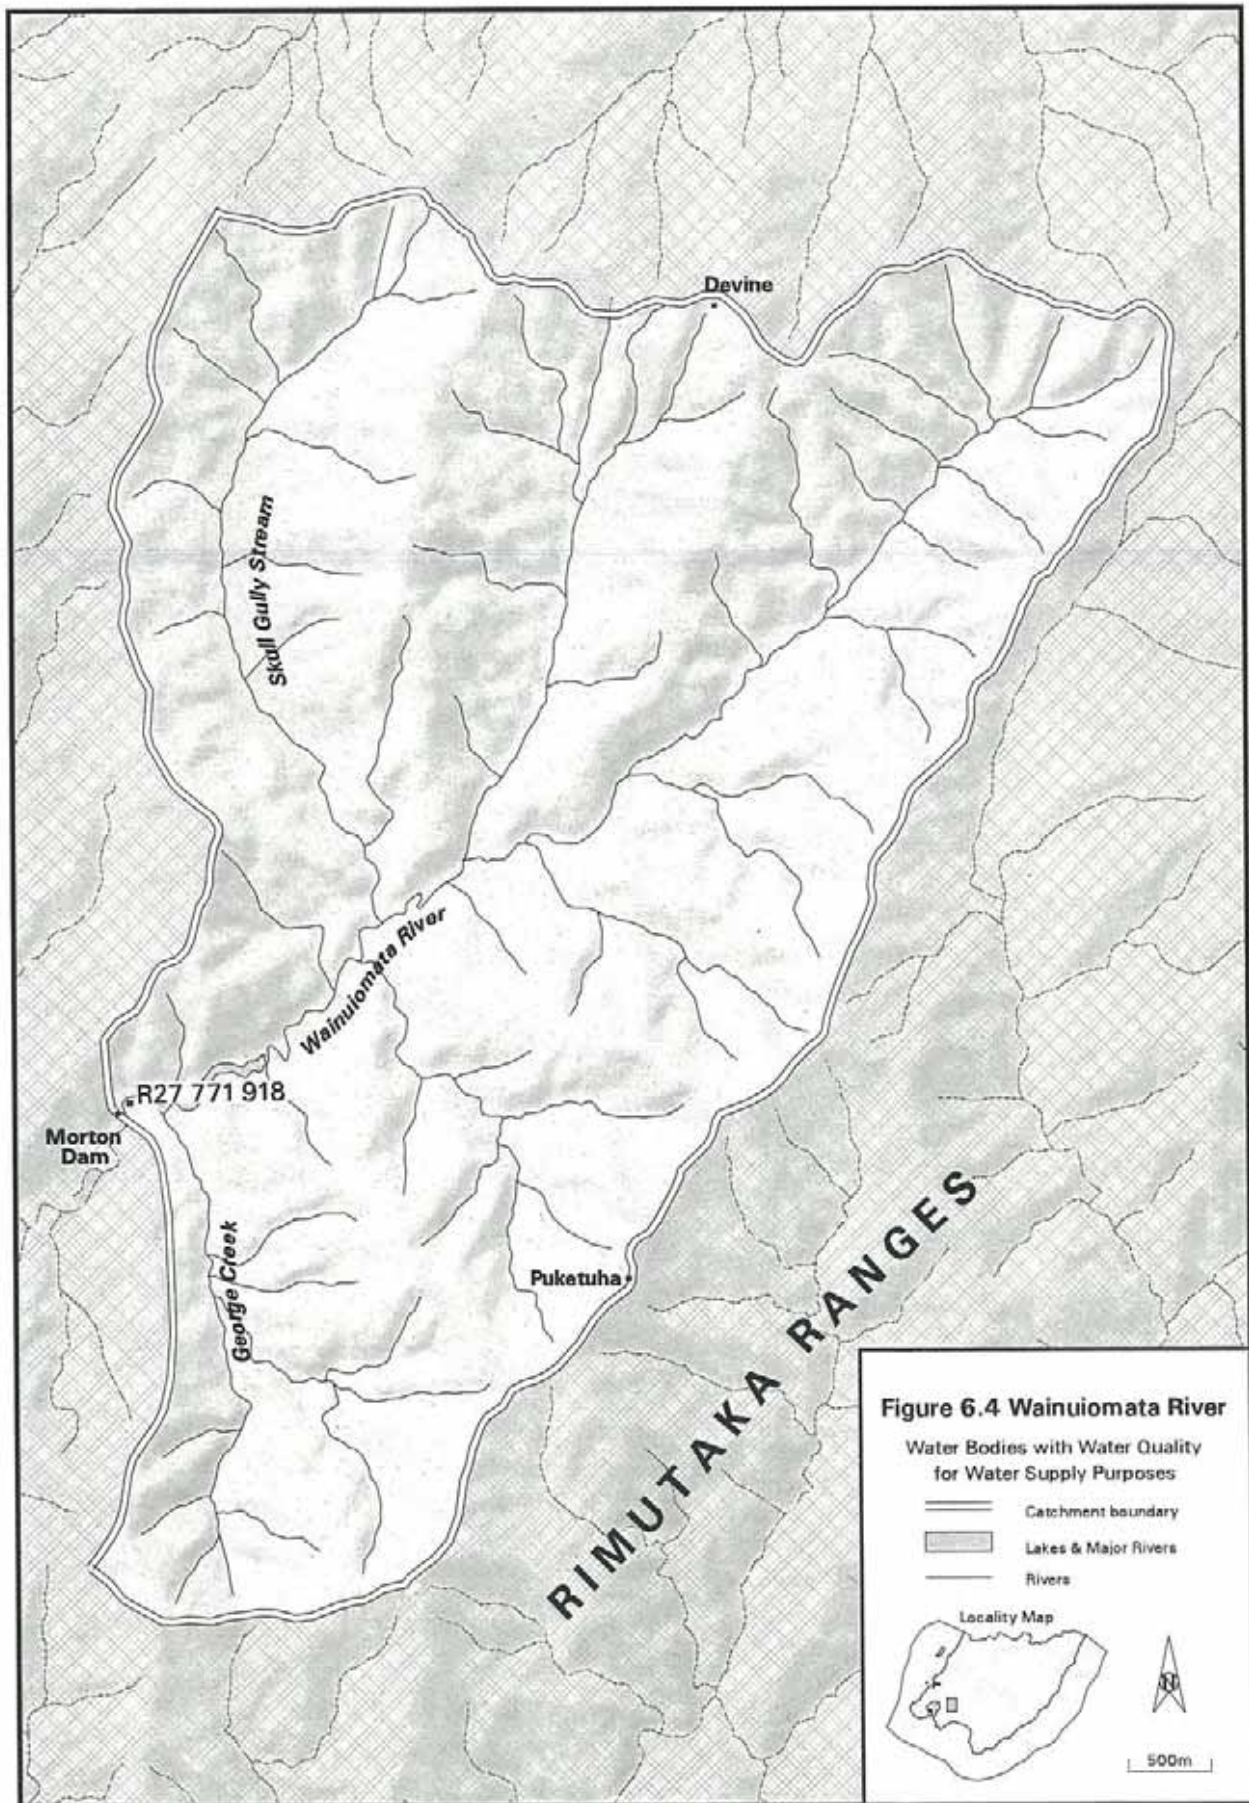 Devine
Skull Gully Stream
Wainuiomata River
R27 771 918
Morton
Dam
George Creek
Puketuha
RIMUTAKA RANGES
Figure 6.4 Wainuiomata River
Water Bodies with Water Quality
for Water Supply Purposes
Catchment boundary
Lakes & Major Rivers
Rivers
Locality Map
N
500m